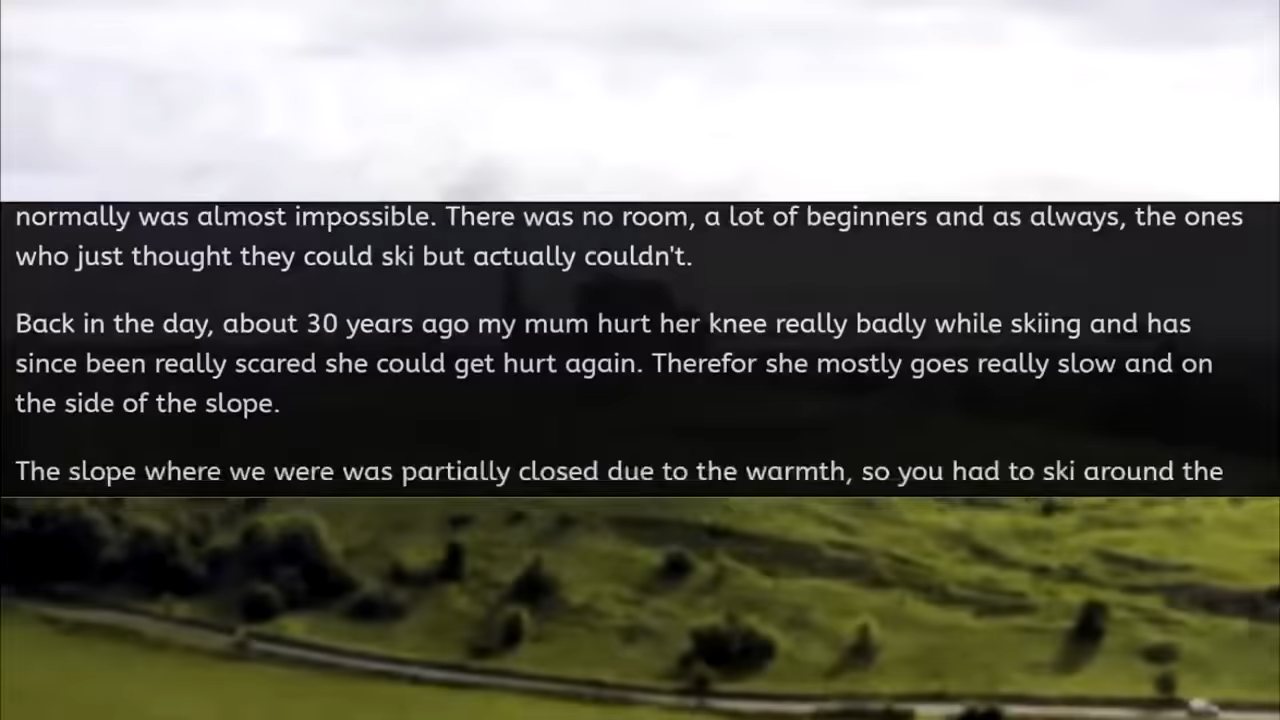 normally was almost impossible. There was no room, a lot of beginners and as always, the ones
who just thought they could ski but actually couldn't.
Back in the day, about 30 years ago my mum hurt her knee really badly while skiing and has
since been really scared she could get hurt again. Therefor she mostly goes really slow and on
the side of the slope.
The slope where we were was partially closed due to the warmth, so you had to ski around the